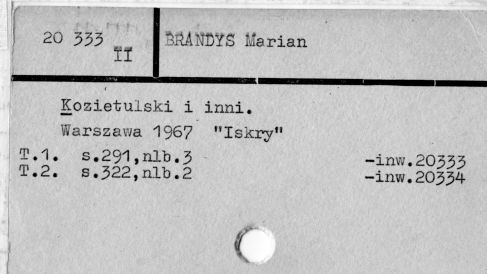 20 333
II
BRANDYS Marian
Kozietulski i inni.
Warszawa 1967 "Iskry"
T.1. s.291,nlb.3 -inw.20333
T.2. s.322,nlb.2 -inw.20334